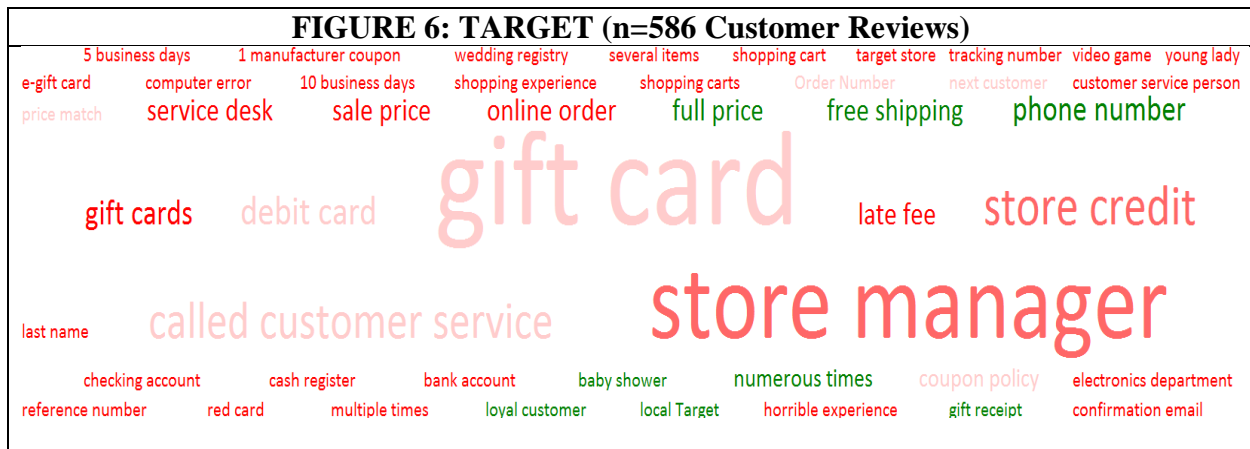 FIGURE 6: TARGET (n=586 Customer Reviews)
5 business days 1 manufacturer coupon wedding registry several items shopping cart target store tracking number video game young lady
e-gift card computer error 10 business days shopping experience shopping carts Order Number next customer customer service person
price match service desk sale price online order full price free shipping phone number
gift cards debit card gift card late fee store credit
last name called customer service store manager
checking account cash register bank account baby shower numerous times coupon policy electronics department
reference number red card multiple times loyal customer local Target horrible experience gift receipt confirmation email